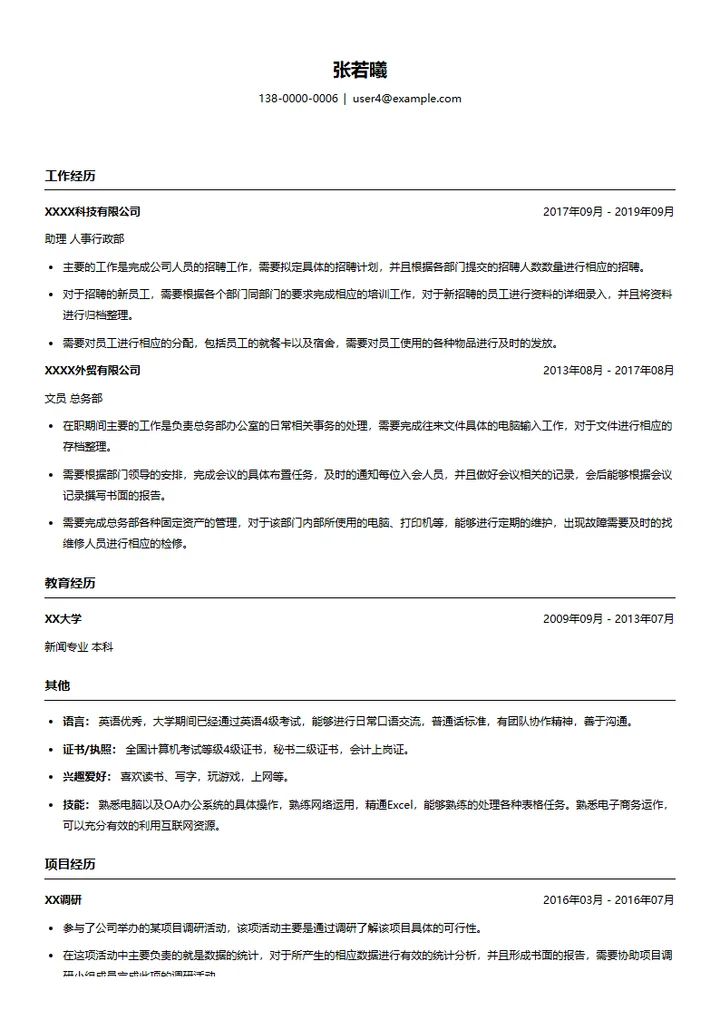 张若曦
138-0000-0006 | user4@example.com
工作经历
XXXX科技有限公司 2017年09月 - 2019年09月
助理 人事行政部
• 主要的工作是完成公司人员的招聘工作，需要拟定具体的招聘计划，并且根据各部门提交的招聘人数数量进行相应的招聘。
• 对于招聘的新员工，需要根据各个部门同部门的要求完成相应的培训工作，对于新招聘的员工进行资料的详细录入，并且将资料
进行归档整理。
• 需要对员工进行相应的分配，包括员工的就餐卡以及宿舍，需要对员工使用的各种物品进行及时的发放。
XXXX外贸有限公司 2013年08月 - 2017年08月
文员 总务部
• 在职期间主要的工作是负责总务部办公室的日常相关事务的处理，需要完成往来文件具体的电脑输入工作，对于文件进行相应的
存档整理。
• 需要根据部门领导的安排，完成会议的具体布置任务，及时的通知每位入会人员，并且做好会议相关的记录，会后能够根据会议
记录撰写书面的报告。
• 需要完成总务部各种固定资产的管理，对于该部门内部所使用的电脑、打印机等，能够进行定期的维护，出现故障需要及时的找
维修人员进行相应的检修。
教育经历
XX大学 2009年09月 - 2013年07月
新闻专业 本科
其他
• 语言： 英语优秀，大学期间已经通过英语4级考试，能够进行日常口语交流，普通话标准，有团队协作精神，善于沟通。
• 证书/执照： 全国计算机考试等级4级证书，秘书二级证书，会计上岗证。
• 兴趣爱好： 喜欢读书、写字，玩游戏，上网等。
• 技能： 熟悉电脑以及OA办公系统的具体操作，熟练网络运用，精通Excel，能够熟练的处理各种表格任务。熟悉电子商务运作，
可以充分有效的利用互联网资源。
项目经历
XX调研 2016年03月 - 2016年07月
• 参与了公司举办的某项目调研活动，该项活动主要是通过调研了解该项目具体的可行性。
• 在这项活动中主要负责的就是数据的统计，对于所产生的相应数据进行有效的统计分析，并且形成书面的报告，需要协助项目调
研小组成员完成此项的调研活动